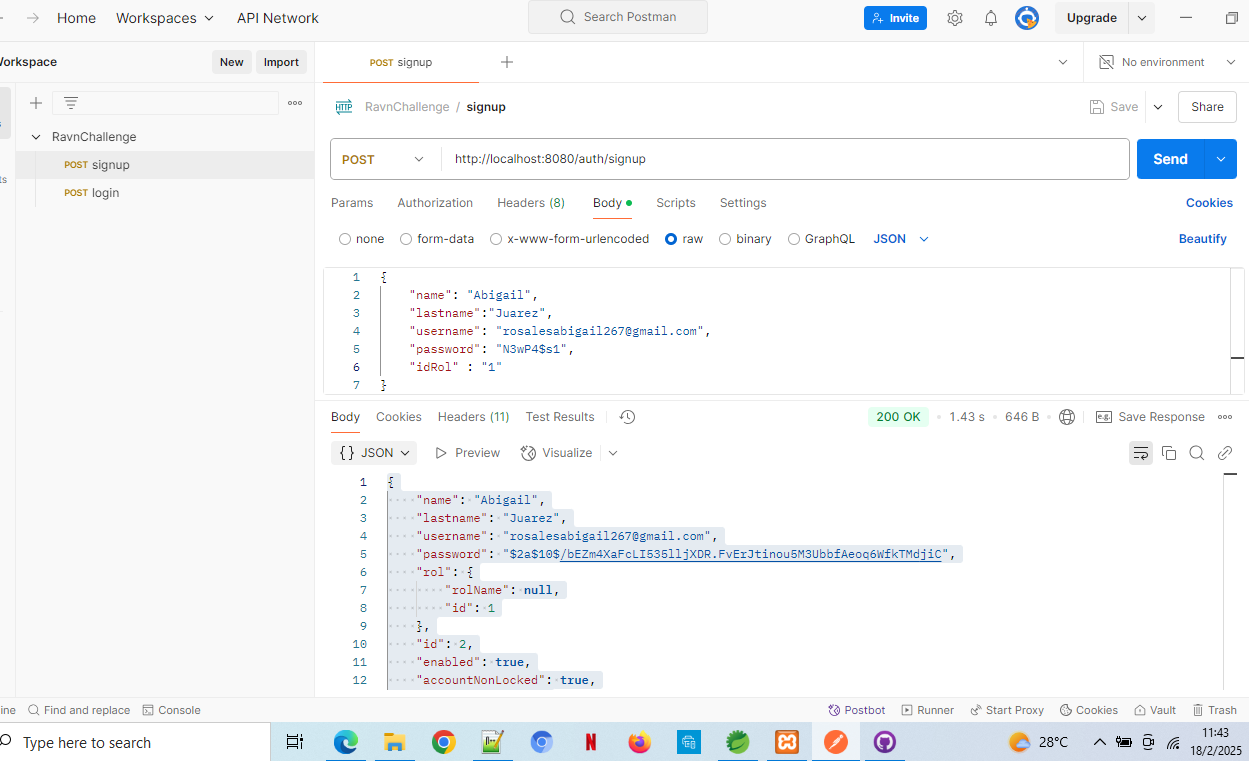 Home Workspaces API Network Search Postman Invite Upgrade
Workspace New Import POST signup No environment
RavnChallenge / signup Save Share
RavnChallenge
POST signup
POST login
POST http://localhost:8080/auth/signup Send
Params Authorization Headers (8) Body Scripts Settings Cookies
none form-data x-www-form-urlencoded raw binary GraphQL JSON Beautify
1 {
2 "name": "Abigail",
3 "lastname":"Juarez",
4 "username": "rosalesabigail267@gmail.com",
5 "password": "N3wP4$s1",
6 "idRol" : "1"
7 }
Body Cookies Headers (11) Test Results 200 OK 1.43 s 646 B e.g. Save Response
{} JSON Preview Visualize
1 {
2 "name": "Abigail",
3 "lastname": "Juarez",
4 "username": "rosalesabigail267@gmail.com",
5 "password": "$2a$10$/bEZm4XaFcLI535lljXDR.FvErJtinou5M3UbbfAeoq6WfkTMdjiC",
6 "rol": {
7 "rolName": null,
8 "id": 1
9 },
10 "id": 2,
11 "enabled": true,
12 "accountNonLocked": true,
ine Find and replace Console Postbot Runner Start Proxy Cookies Vault Trash
Type here to search 28°C 11:43
18/2/2025